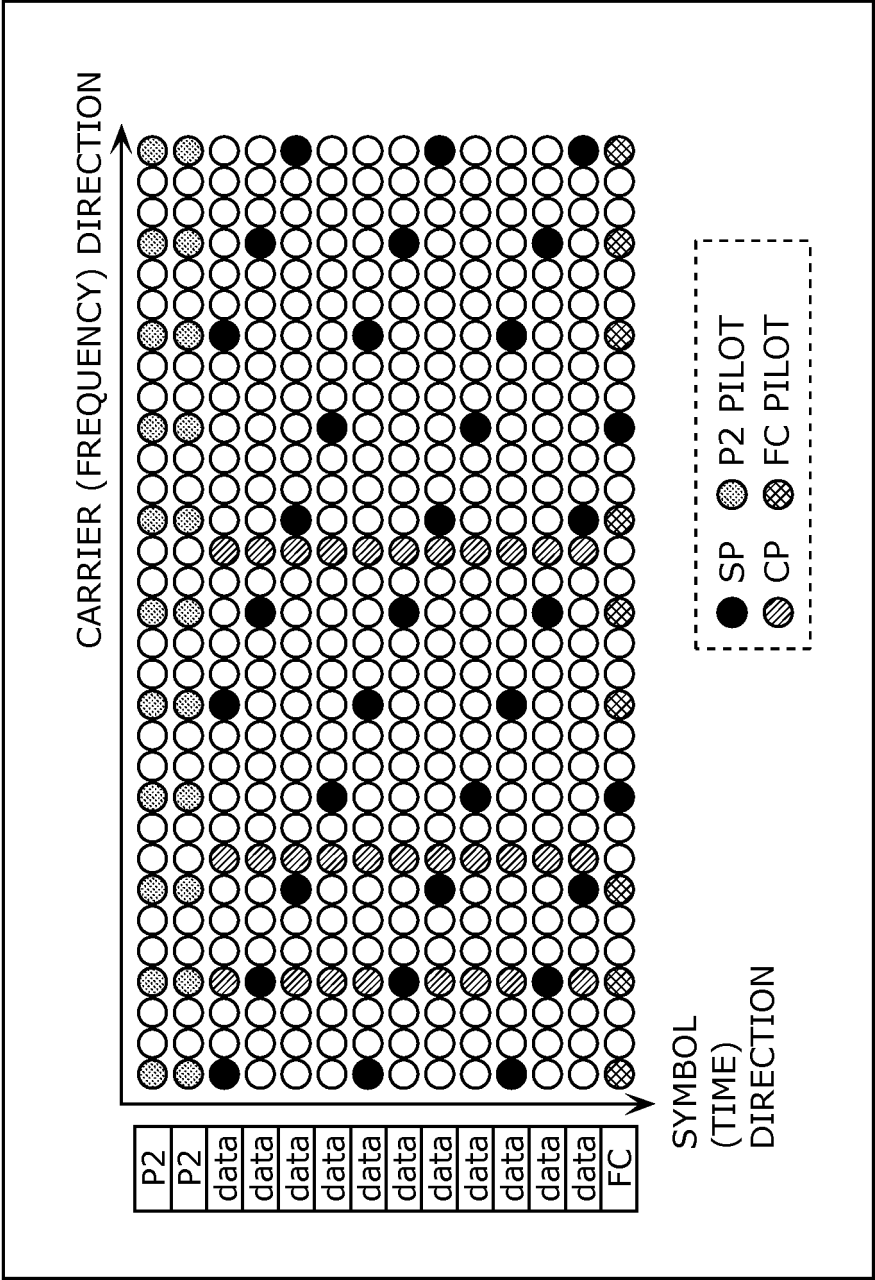 CARRIER (FREQUENCY) DIRECTION
P2
P2
data
data
data
data
data
data
data
data
data
data
data
FC
SYMBOL
(TIME)
DIRECTION
SP
P2 PILOT
CP
FC PILOT